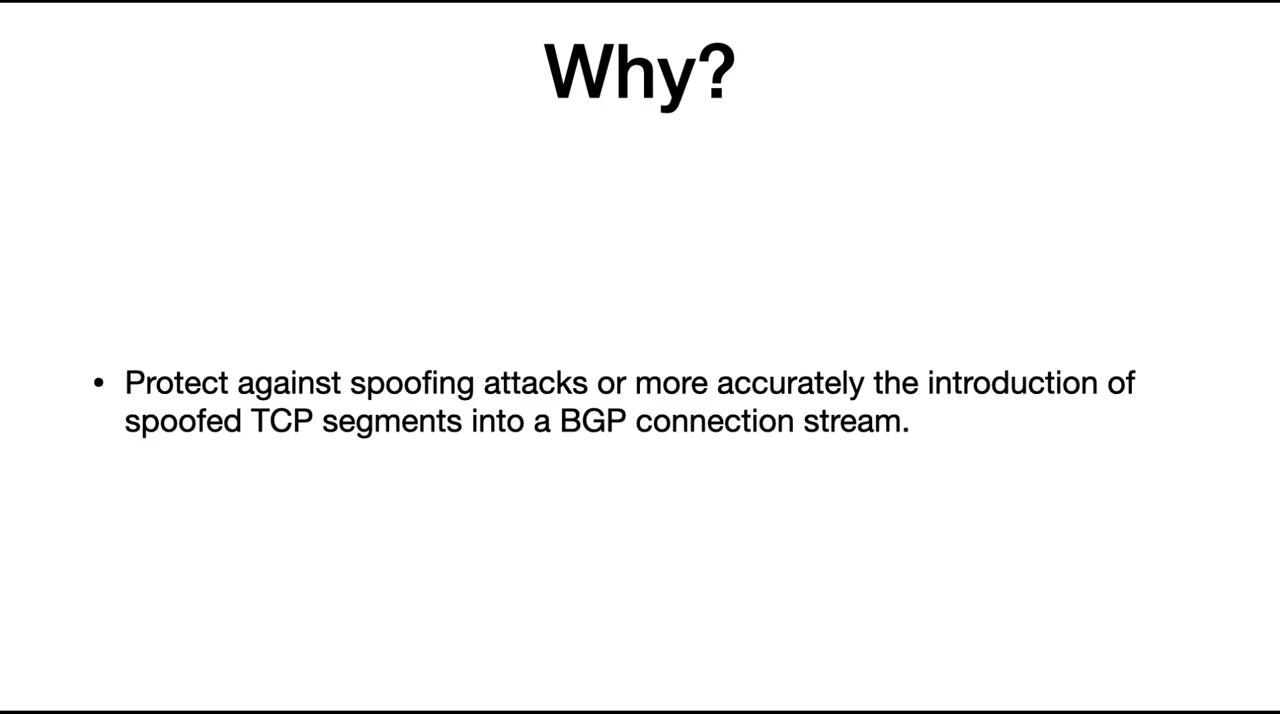 Why?
• Protect against spoofing attacks or more accurately the introduction of
spoofed TCP segments into a BGP connection stream.